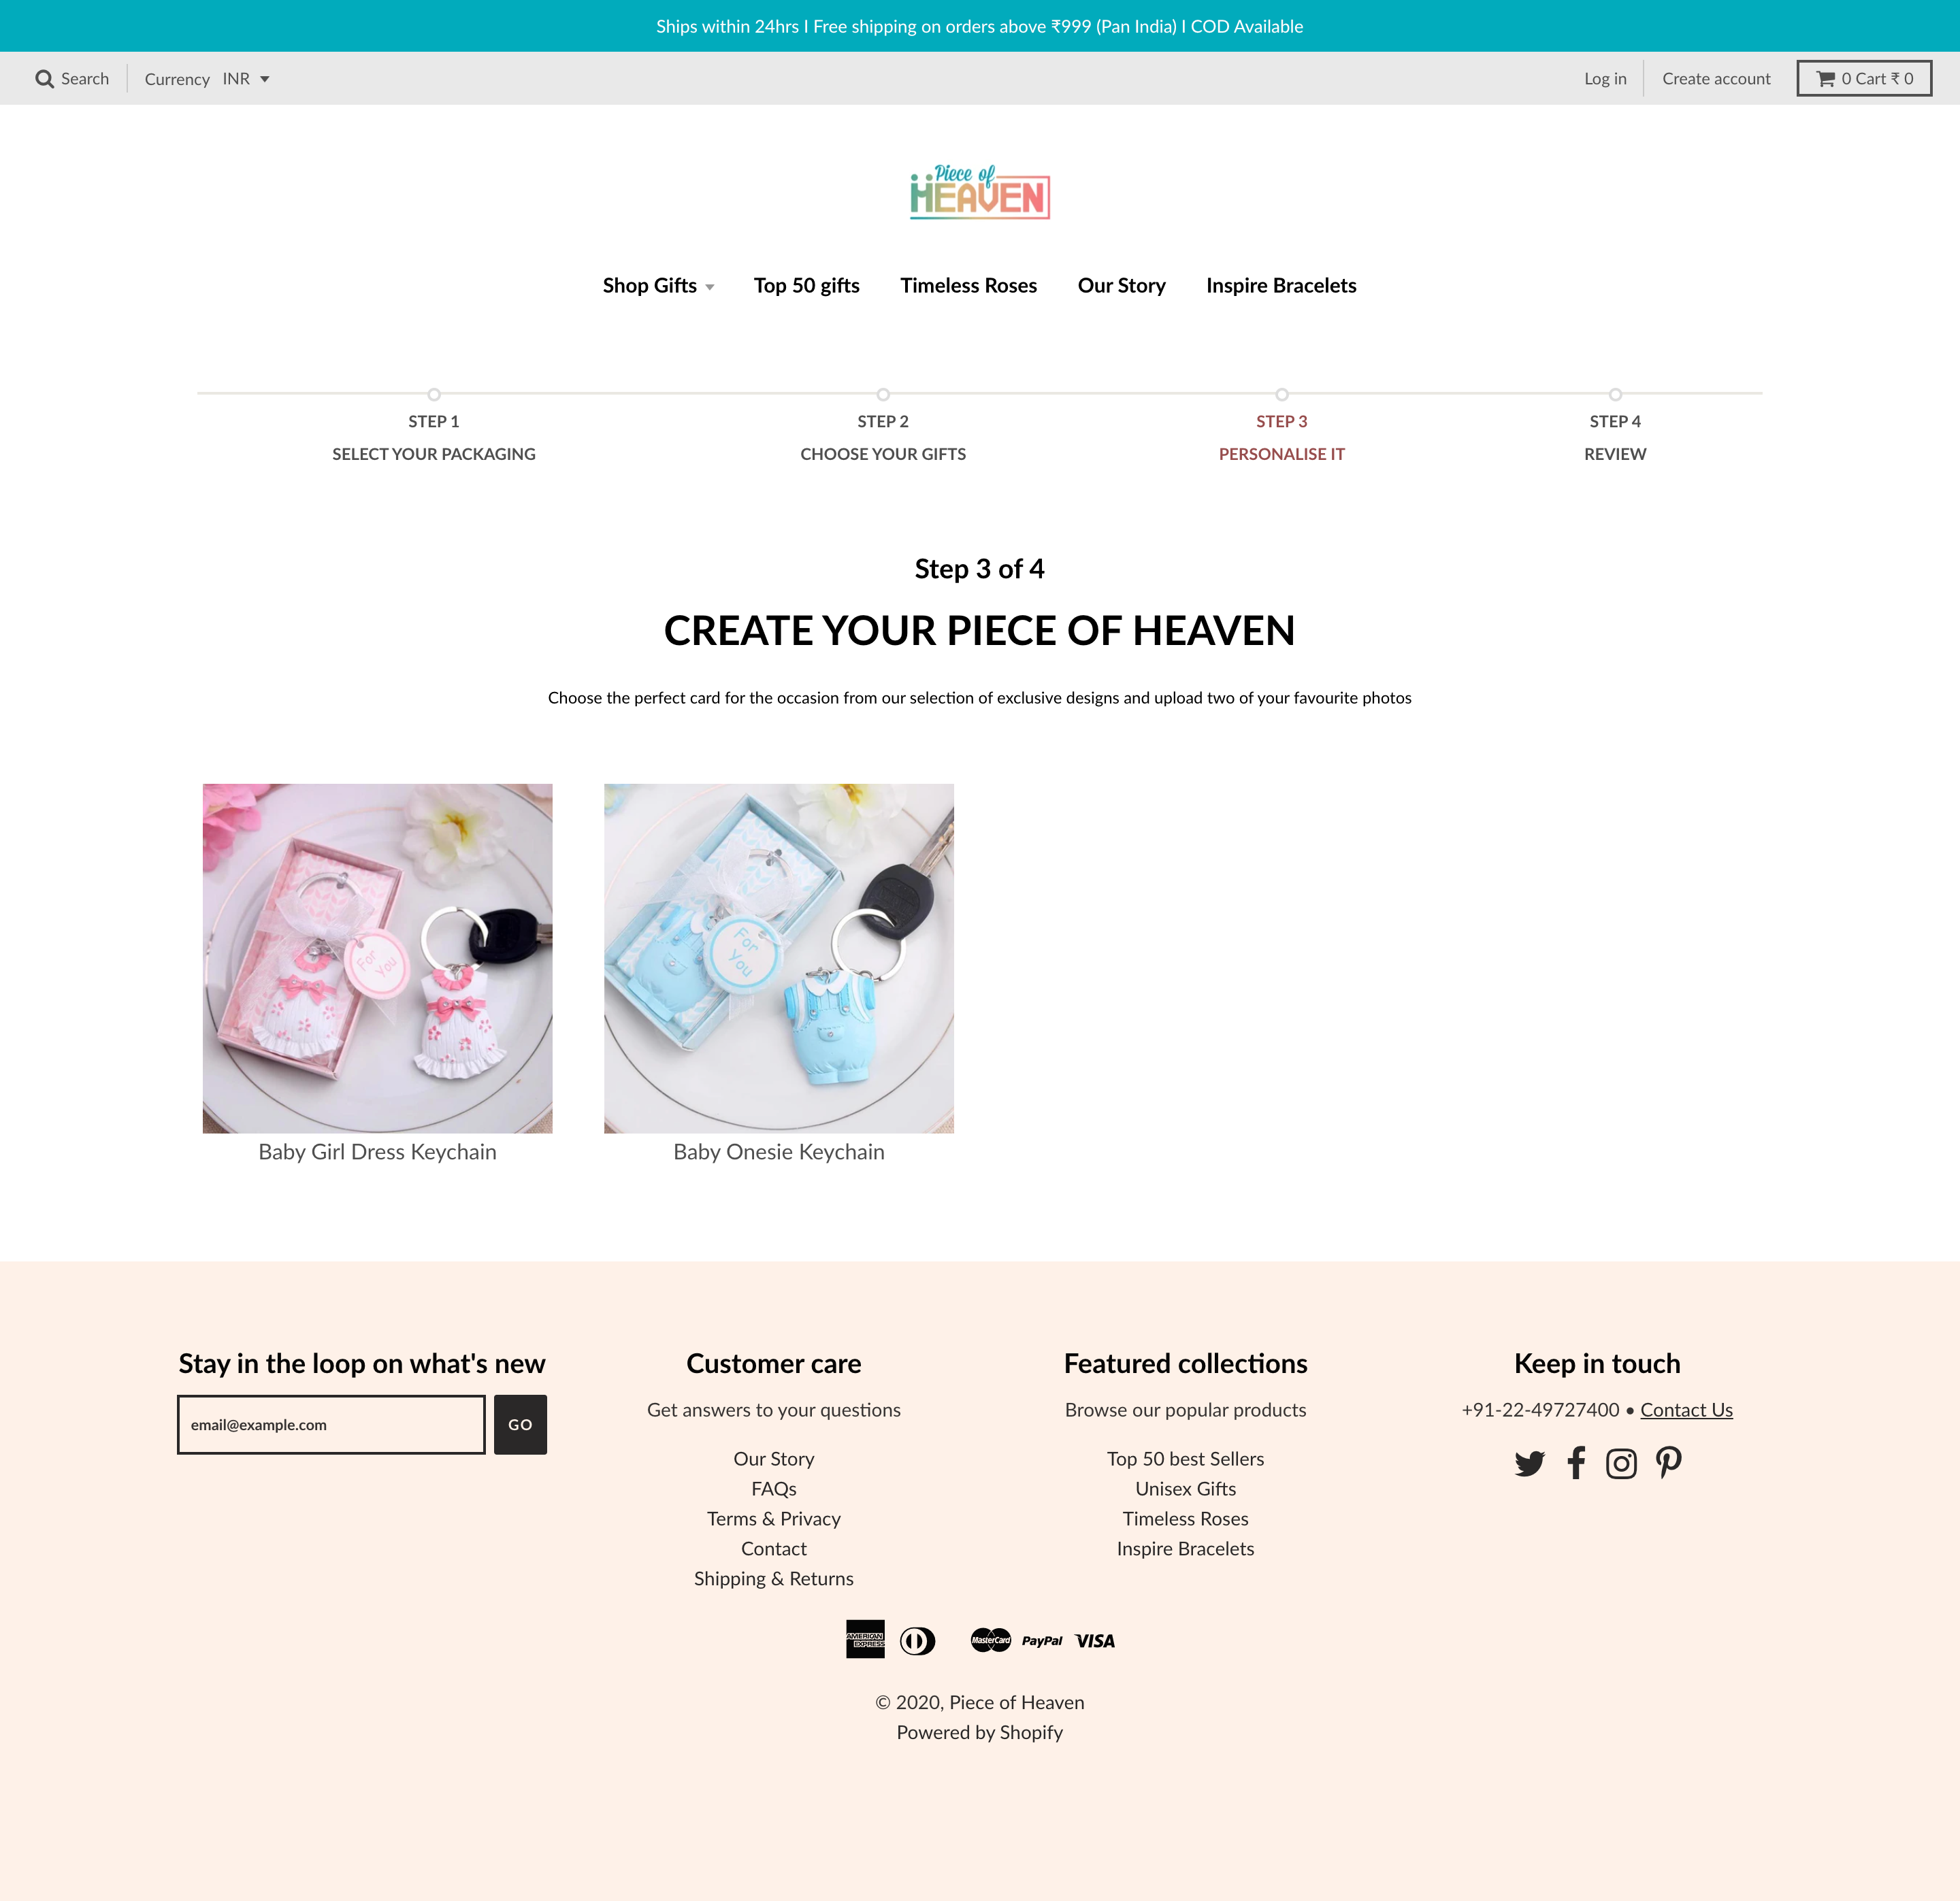 Ships within 24hrs I Free shipping on orders above ₹999 (Pan India) I COD Available
Search
Currency INR
Log in
Create account
0 Cart ₹ 0
Piece of
HEAVEN
Shop Gifts
Top 50 gifts
Timeless Roses
Our Story
Inspire Bracelets
STEP 1
SELECT YOUR PACKAGING
STEP 2
CHOOSE YOUR GIFTS
STEP 3
PERSONALISE IT
STEP 4
REVIEW
Step 3 of 4
CREATE YOUR PIECE OF HEAVEN
Choose the perfect card for the occasion from our selection of exclusive designs and upload two of your favourite photos
For
You
For
You
Baby Girl Dress Keychain
Baby Onesie Keychain
Stay in the loop on what's new
email@example.com
GO
Customer care
Get answers to your questions
Our Story
FAQs
Terms & Privacy
Contact
Shipping & Returns
Featured collections
Browse our popular products
Top 50 best Sellers
Unisex Gifts
Timeless Roses
Inspire Bracelets
Keep in touch
+91-22-49727400 • Contact Us
AMERICAN
EXPRESS
MasterCard
PayPal
VISA
© 2020, Piece of Heaven
Powered by Shopify